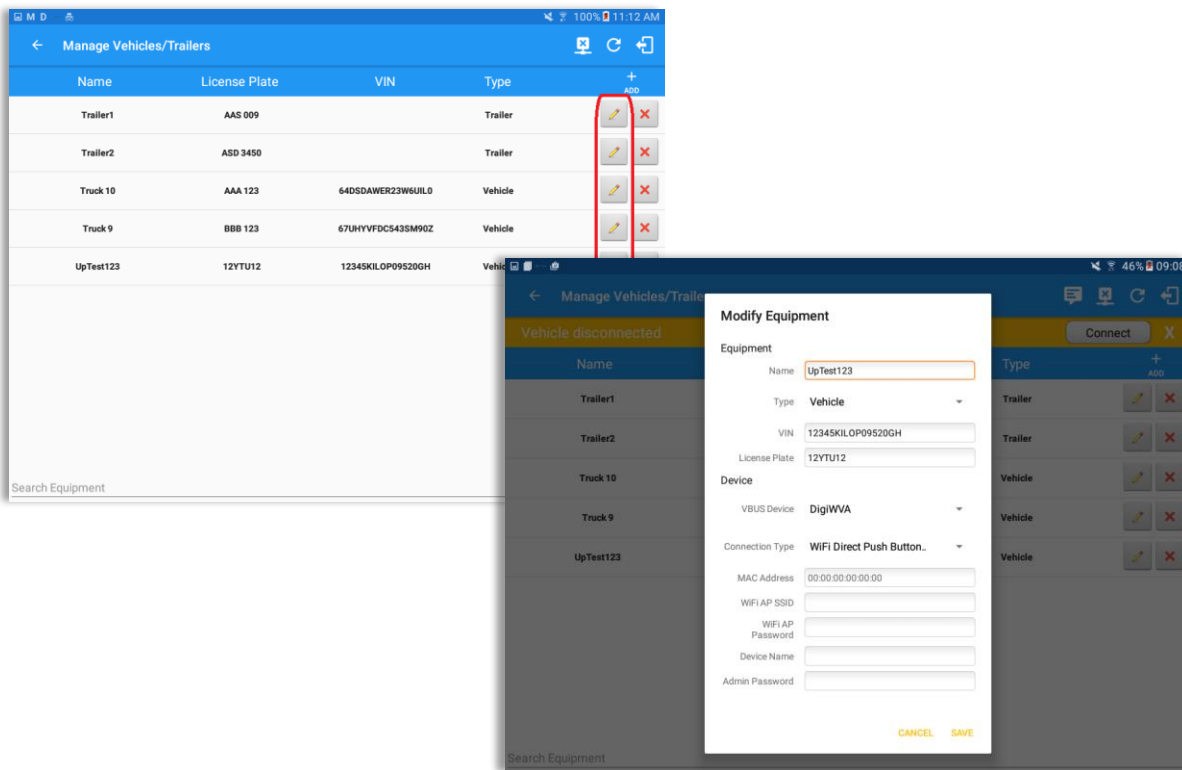 M D 100% 11:12 AM
Manage Vehicles/Trailers
Name License Plate VIN Type ADD
Trailer1 AAS 009 Trailer
Trailer2 ASD 3450 Trailer
Truck 10 AAA 123 64DSDAWER23W6UIL0 Vehicle
Truck 9 BBB 123 67UHYVFDC543SM90Z Vehicle
UpTest123 12YTU12 12345KILOP09520GH Vehic
Search Equipment
46% 09:08
Manage Vehicles/Traile
Vehicle disconnected Connect X
Name Type ADD
Trailer1 Trailer
Trailer2 Trailer
Truck 10 Vehicle
Truck 9 Vehicle
UpTest123 Vehicle
Search Equipment
Modify Equipment
Equipment
Name UpTest123
Type Vehicle
VIN 12345KILOP09520GH
License Plate 12YTU12
Device
VBUS Device DigiWVA
Connection Type WiFi Direct Push Button..
MAC Address 00:00:00:00:00:00
WiFi AP SSID
WiFi AP
Password
Device Name
Admin Password
CANCEL SAVE